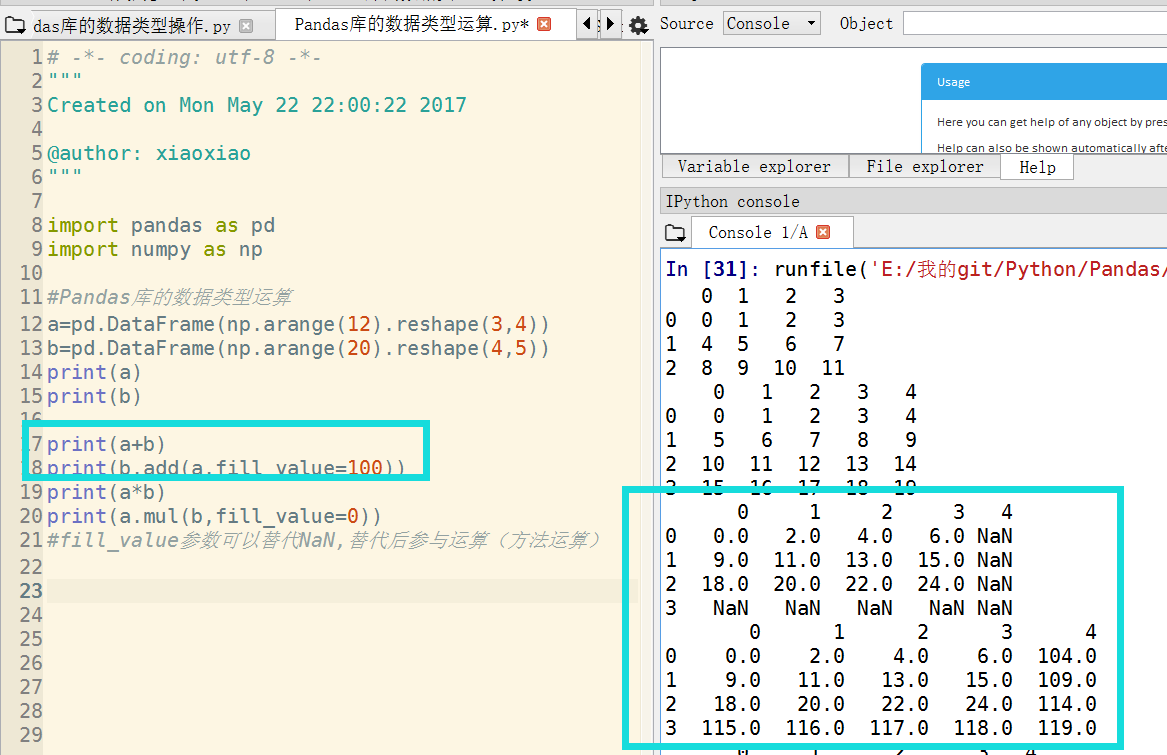 das库的数据类型操作.py
Pandas库的数据类型运算.py*
Source Console Object
1 # -*- coding: utf-8 -*-
2 """
3 Created on Mon May 22 22:00:22 2017
4
5 @author: xiaoxiao
6 """
7
8 import pandas as pd
9 import numpy as np
10
11 #Pandas库的数据类型运算
12 a=pd.DataFrame(np.arange(12).reshape(3,4))
13 b=pd.DataFrame(np.arange(20).reshape(4,5))
14 print(a)
15 print(b)
16
17 print(a+b)
18 print(b.add(a,fill_value=100))
19 print(a*b)
20 print(a.mul(b,fill_value=0))
21 #fill_value参数可以替代NaN,替代后参与运算（方法运算）
22
23
24
25
26
27
28
29
Usage
Here you can get help of any object by pres
Help can also be shown automatically afte
Variable explorer File explorer Help
IPython console
Console 1/A
In [31]: runfile('E:/我的git/Python/Pandas/
0 1 2 3
0 0 1 2 3
1 4 5 6 7
2 8 9 10 11
0 1 2 3 4
0 0 1 2 3 4
1 5 6 7 8 9
2 10 11 12 13 14
3 15 16 17 18 19
0 1 2 3 4
0 0.0 2.0 4.0 6.0 NaN
1 9.0 11.0 13.0 15.0 NaN
2 18.0 20.0 22.0 24.0 NaN
3 NaN NaN NaN NaN NaN
0 1 2 3 4
0 0.0 2.0 4.0 6.0 104.0
1 9.0 11.0 13.0 15.0 109.0
2 18.0 20.0 22.0 24.0 114.0
3 115.0 116.0 117.0 118.0 119.0